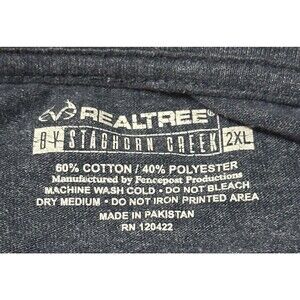 REALTREE®
BY STAGHORN CREEK 2XL
60% COTTON / 40% POLYESTER
Manufactured by Fencepost Productions
MACHINE WASH COLD • DO NOT BLEACH
DRY MEDIUM • DO NOT IRON PRINTED AREA
MADE IN PAKISTAN
RN 120422